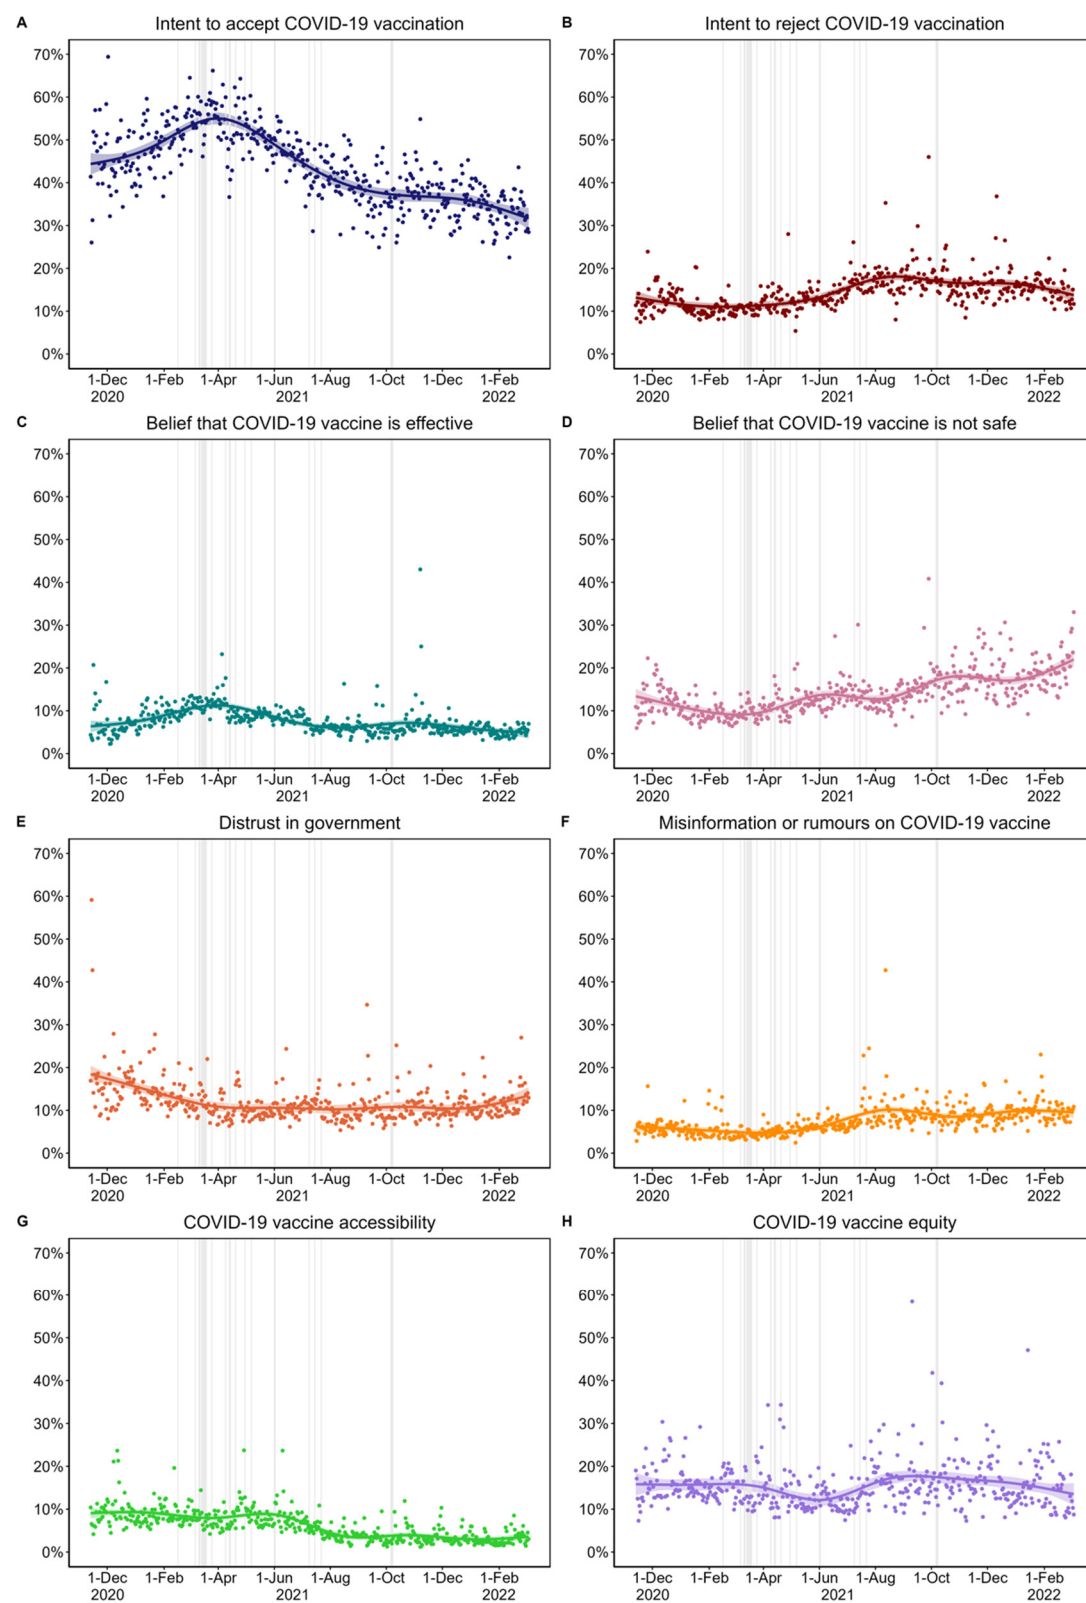 A Intent to accept COVID-19 vaccination
70%
60%
50%
40%
30%
20%
10%
0%
1-Dec 1-Feb 1-Apr 1-Jun 1-Aug 1-Oct 1-Dec 1-Feb
2020 2021 2022
B Intent to reject COVID-19 vaccination
70%
60%
50%
40%
30%
20%
10%
0%
1-Dec 1-Feb 1-Apr 1-Jun 1-Aug 1-Oct 1-Dec 1-Feb
2020 2021 2022
C Belief that COVID-19 vaccine is effective
70%
60%
50%
40%
30%
20%
10%
0%
1-Dec 1-Feb 1-Apr 1-Jun 1-Aug 1-Oct 1-Dec 1-Feb
2020 2021 2022
D Belief that COVID-19 vaccine is not safe
70%
60%
50%
40%
30%
20%
10%
0%
1-Dec 1-Feb 1-Apr 1-Jun 1-Aug 1-Oct 1-Dec 1-Feb
2020 2021 2022
E Distrust in government
70%
60%
50%
40%
30%
20%
10%
0%
1-Dec 1-Feb 1-Apr 1-Jun 1-Aug 1-Oct 1-Dec 1-Feb
2020 2021 2022
F Misinformation or rumours on COVID-19 vaccine
70%
60%
50%
40%
30%
20%
10%
0%
1-Dec 1-Feb 1-Apr 1-Jun 1-Aug 1-Oct 1-Dec 1-Feb
2020 2021 2022
G COVID-19 vaccine accessibility
70%
60%
50%
40%
30%
20%
10%
0%
1-Dec 1-Feb 1-Apr 1-Jun 1-Aug 1-Oct 1-Dec 1-Feb
2020 2021 2022
H COVID-19 vaccine equity
70%
60%
50%
40%
30%
20%
10%
0%
1-Dec 1-Feb 1-Apr 1-Jun 1-Aug 1-Oct 1-Dec 1-Feb
2020 2021 2022